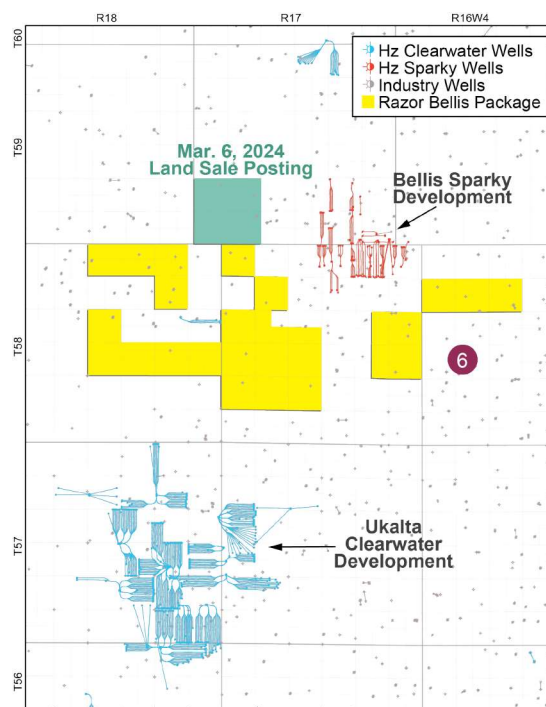 R18
R17
R16W4
T60
T59
T58
T57
T56
Hz Clearwater Wells
Hz Sparky Wells
Industry Wells
Razor Bellis Package
Mar. 6, 2024
Land Sale Posting
Bellis Sparky
Development
6
Ukalta
Clearwater
Development